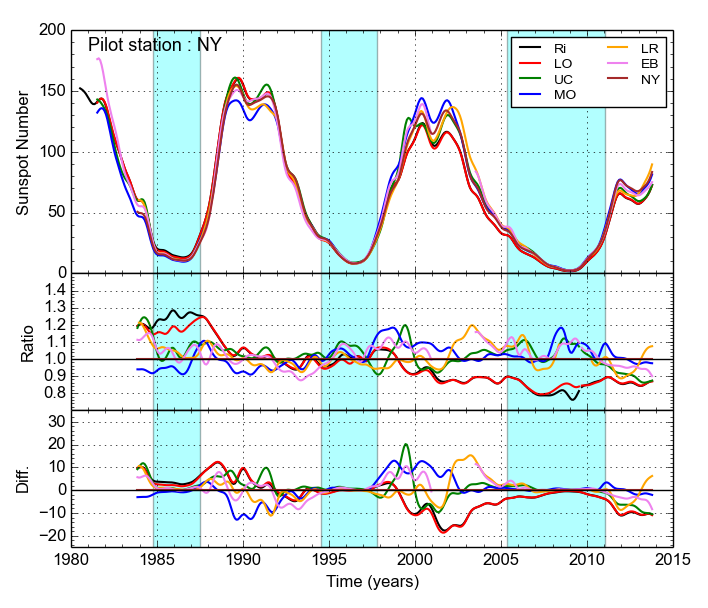 Pilot station : NY
Ri
LO
UC
MO
LR
EB
NY
Sunspot Number
200
150
100
50
0
Ratio
1.4
1.3
1.2
1.1
1.0
0.9
0.8
Diff.
30
20
10
0
−10
−20
1980 1985 1990 1995 2000 2005 2010 2015
Time (years)